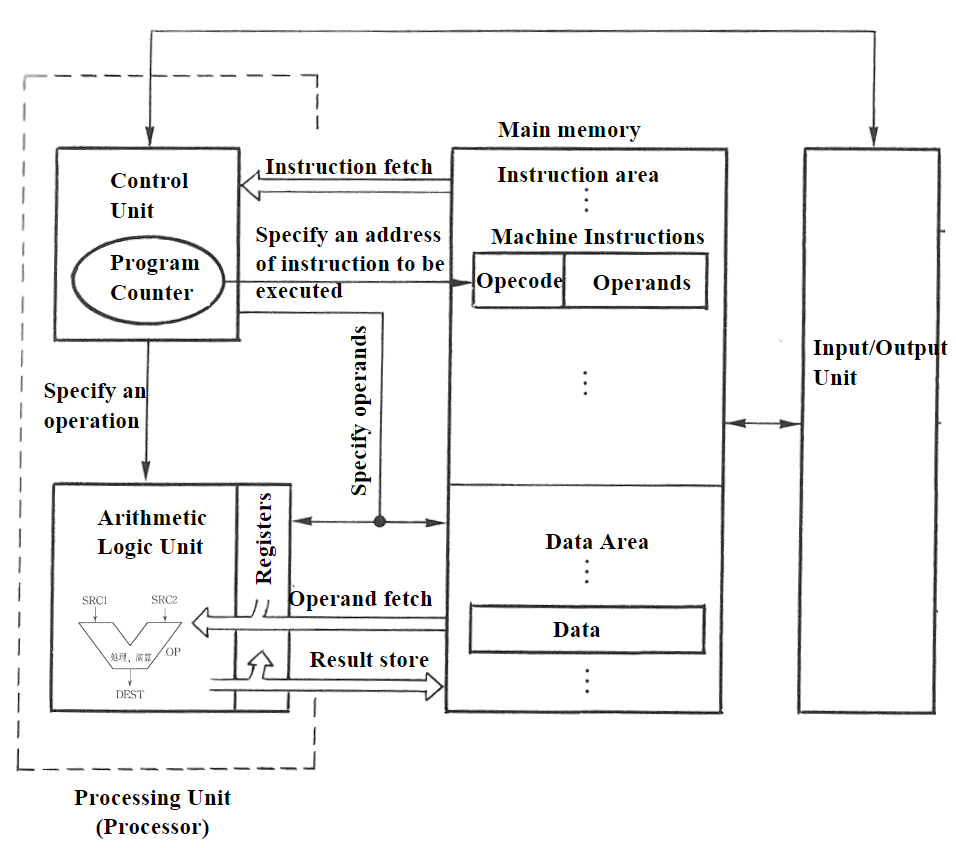 Main memory
Control
Unit
Program
Counter
Instruction fetch
Specify an address
of instruction to be
executed
Instruction area
Machine Instructions
Opecode
Operands
Input/Output
Unit
Specify an
operation
Specify operands
Arithmetic
Logic Unit
Registers
SRC1
SRC2
処理，演算
OP
DEST
Operand fetch
Result store
Data Area
Data
Processing Unit
(Processor)